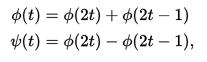 ϕ(t) = ϕ(2t) + ϕ(2t − 1)
ψ(t) = ϕ(2t) − ϕ(2t − 1),